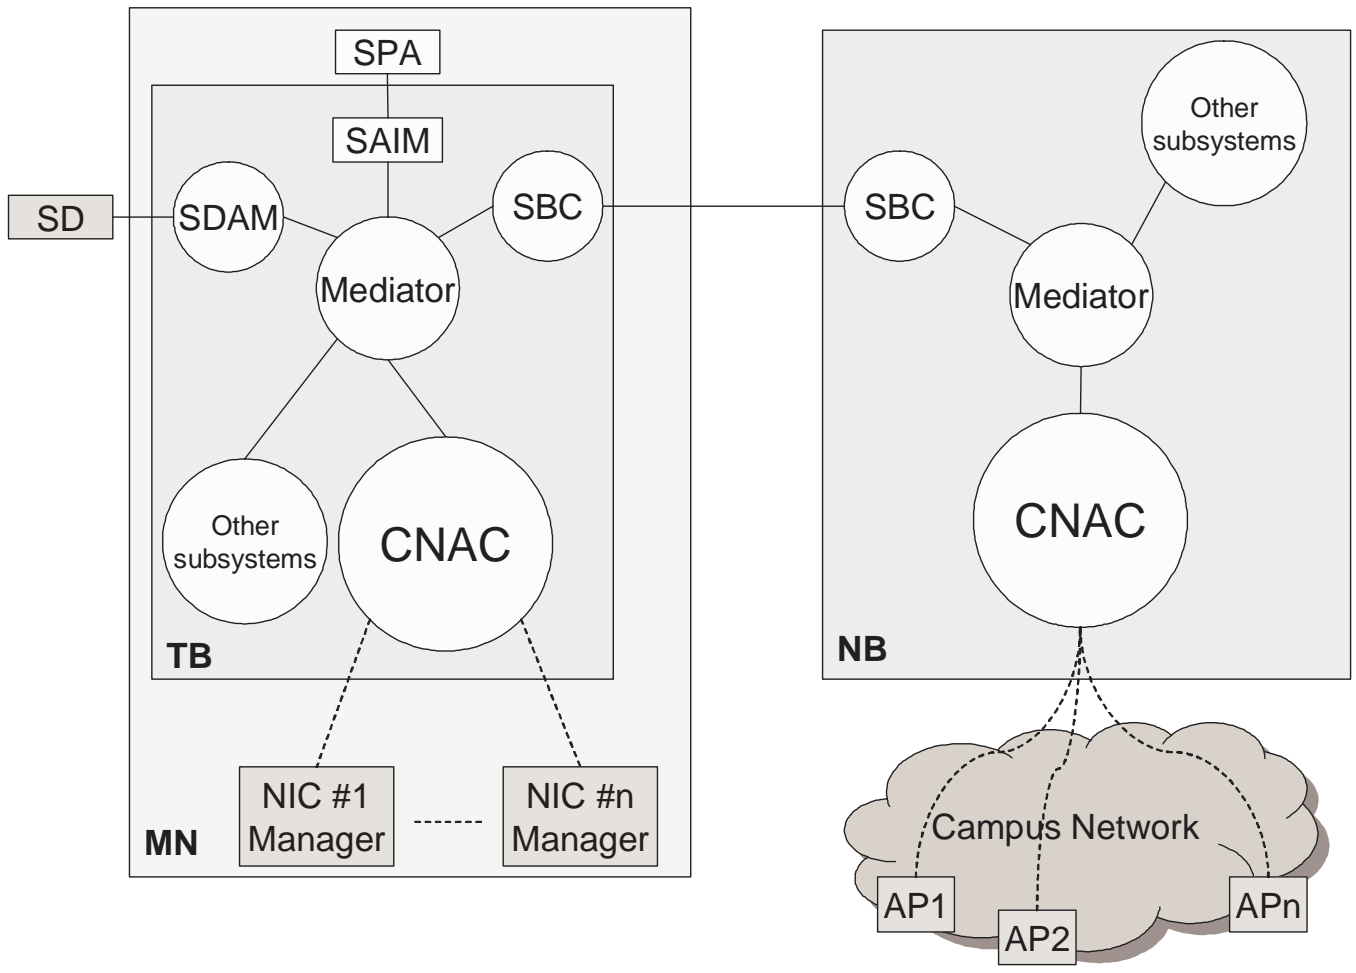 SPA
SAIM
SD
SDAM
SBC
Mediator
Other
subsystems
CNAC
TB
NIC #1
Manager
NIC #n
Manager
MN
Other
subsystems
SBC
Mediator
CNAC
NB
Campus Network
AP1
AP2
APn